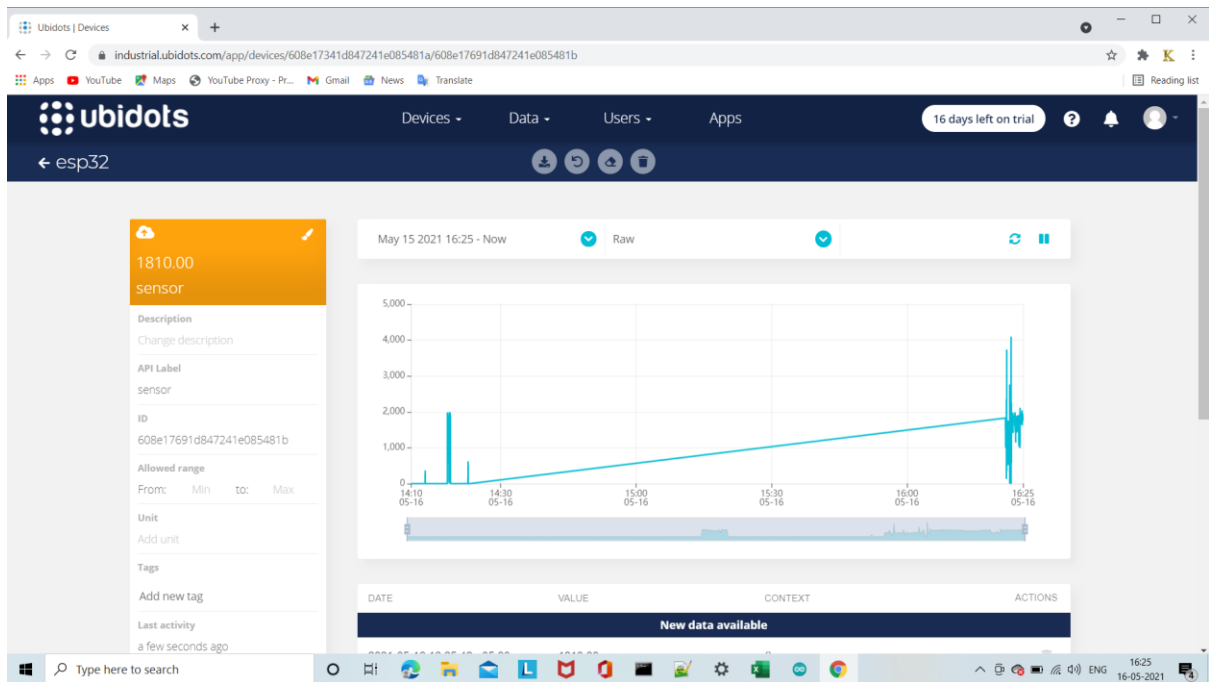 Ubidots | Devices
industrial.ubidots.com/app/devices/608e17341d847241e085481a/608e17691d847241e085481b
Apps YouTube Maps YouTube Proxy - Pr... Gmail News Translate Reading list
ubidots Devices Data Users Apps 16 days left on trial
esp32
1810.00
sensor
Description
Change description
API Label
sensor
ID
608e17691d847241e085481b
Allowed range
From: Min to: Max
Unit
Add unit
Tags
Add new tag
Last activity
a few seconds ago
May 15 2021 16:25 - Now Raw
5,000
4,000
3,000
2,000
1,000
0
14:10 14:30 15:00 15:30 16:00 16:25
05-16 05-16 05-16 05-16 05-16 05-16
DATE VALUE CONTEXT ACTIONS
New data available
Type here to search
ENG
16:25
16-05-2021